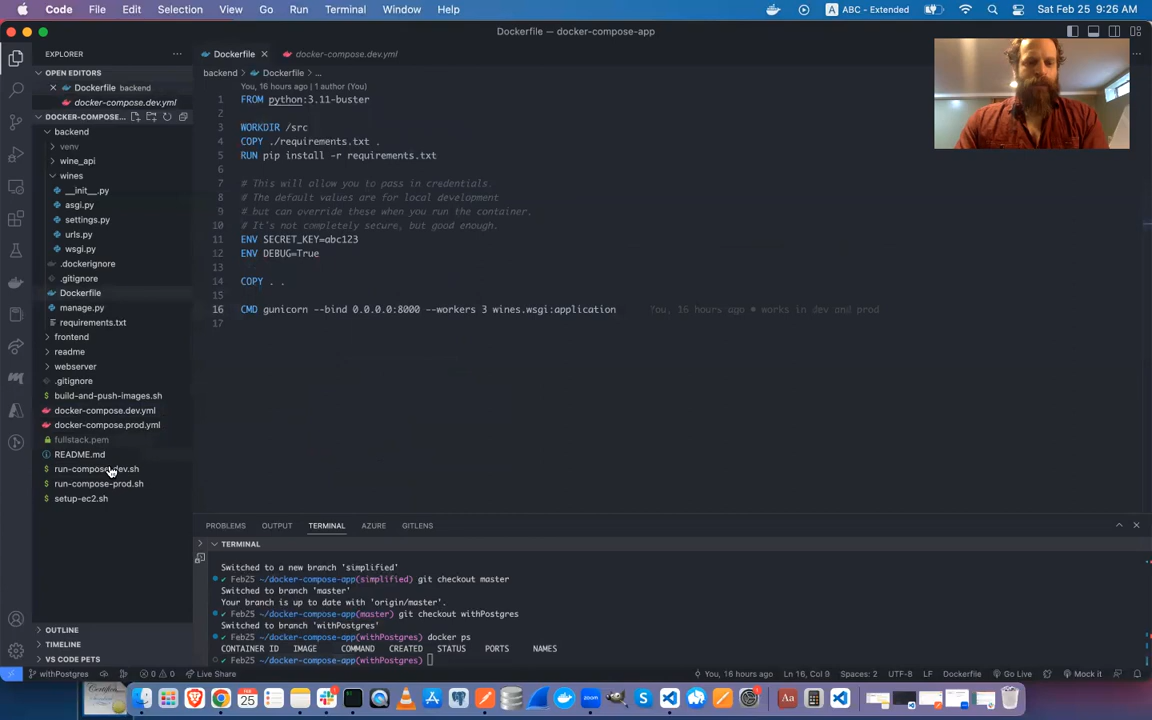 Code File Edit Selection View Go Run Terminal Window Help A ABC - Extended Sat Feb 25 9:26 AM
Dockerfile — docker-compose-app
EXPLORER
OPEN EDITORS
Dockerfile backend
docker-compose.dev.yml
DOCKER-COMPOSE...
backend
venv
wine_api
wines
__init__.py
asgi.py
settings.py
urls.py
wsgi.py
.dockerignore
.gitignore
Dockerfile
manage.py
requirements.txt
frontend
readme
webserver
.gitignore
build-and-push-images.sh
docker-compose.dev.yml
docker-compose.prod.yml
fullstack.pem
README.md
run-compose-dev.sh
run-compose-prod.sh
setup-ec2.sh
OUTLINE
TIMELINE
VS CODE PETS
Dockerfile docker-compose.dev.yml
backend > Dockerfile > ...
You, 16 hours ago | 1 author (You)
1 FROM python:3.11-buster
2
3 WORKDIR /src
4 COPY ./requirements.txt .
5 RUN pip install -r requirements.txt
6
7 # This will allow you to pass in credentials.
8 # The default values are for local development
9 # but can override these when you run the container.
10 # It's not completely secure, but good enough.
11 ENV SECRET_KEY=abc123
12 ENV DEBUG=True
13
14 COPY . .
15
16 CMD gunicorn --bind 0.0.0.0:8000 --workers 3 wines.wsgi:application You, 16 hours ago • works in dev and prod
17
PROBLEMS OUTPUT TERMINAL AZURE GITLENS
TERMINAL
Switched to a new branch 'simplified'
✓ Feb25 ~/docker-compose-app(simplified) git checkout master
Switched to branch 'master'
Your branch is up to date with 'origin/master'.
✓ Feb25 ~/docker-compose-app(master) git checkout withPostgres
Switched to branch 'withPostgres'
✓ Feb25 ~/docker-compose-app(withPostgres) docker ps
CONTAINER ID IMAGE COMMAND CREATED STATUS PORTS NAMES
✓ Feb25 ~/docker-compose-app(withPostgres)
withPostgres 0 0 Live Share You, 16 hours ago Ln 16, Col 9 Spaces: 2 UTF-8 LF Dockerfile Go Live Mock it